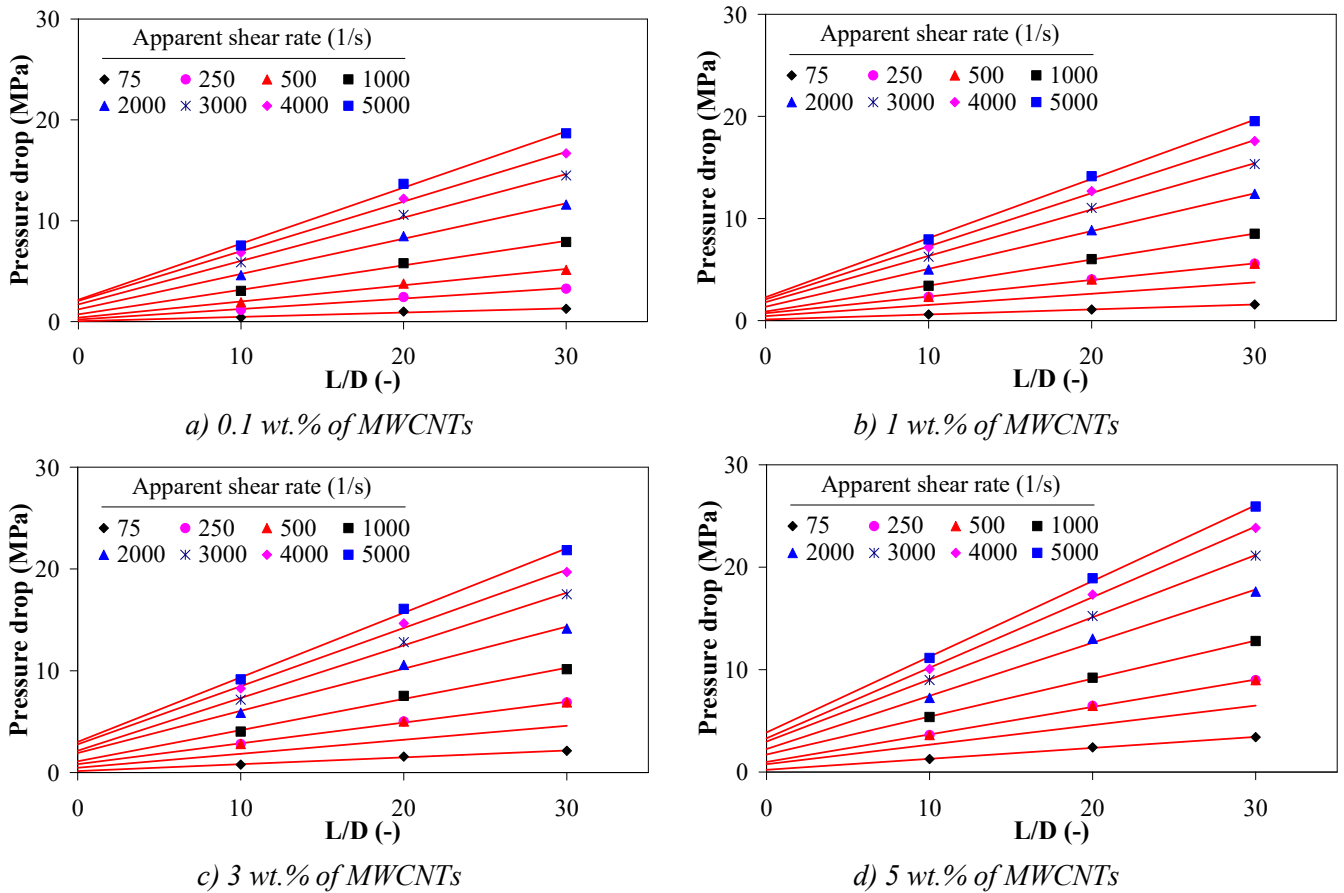 30
20
10
0
Pressure drop (MPa)
Apparent shear rate (1/s)
75 250 500 1000
2000 3000 4000 5000
0 10 20 30
L/D (-)
a) 0.1 wt.% of MWCNTs
30
20
10
0
Pressure drop (MPa)
Apparent shear rate (1/s)
75 250 500 1000
2000 3000 4000 5000
0 10 20 30
L/D (-)
b) 1 wt.% of MWCNTs
30
20
10
0
Pressure drop (MPa)
Apparent shear rate (1/s)
75 250 500 1000
2000 3000 4000 5000
0 10 20 30
L/D (-)
c) 3 wt.% of MWCNTs
30
20
10
0
Pressure drop (MPa)
Apparent shear rate (1/s)
75 250 500 1000
2000 3000 4000 5000
0 10 20 30
L/D (-)
d) 5 wt.% of MWCNTs